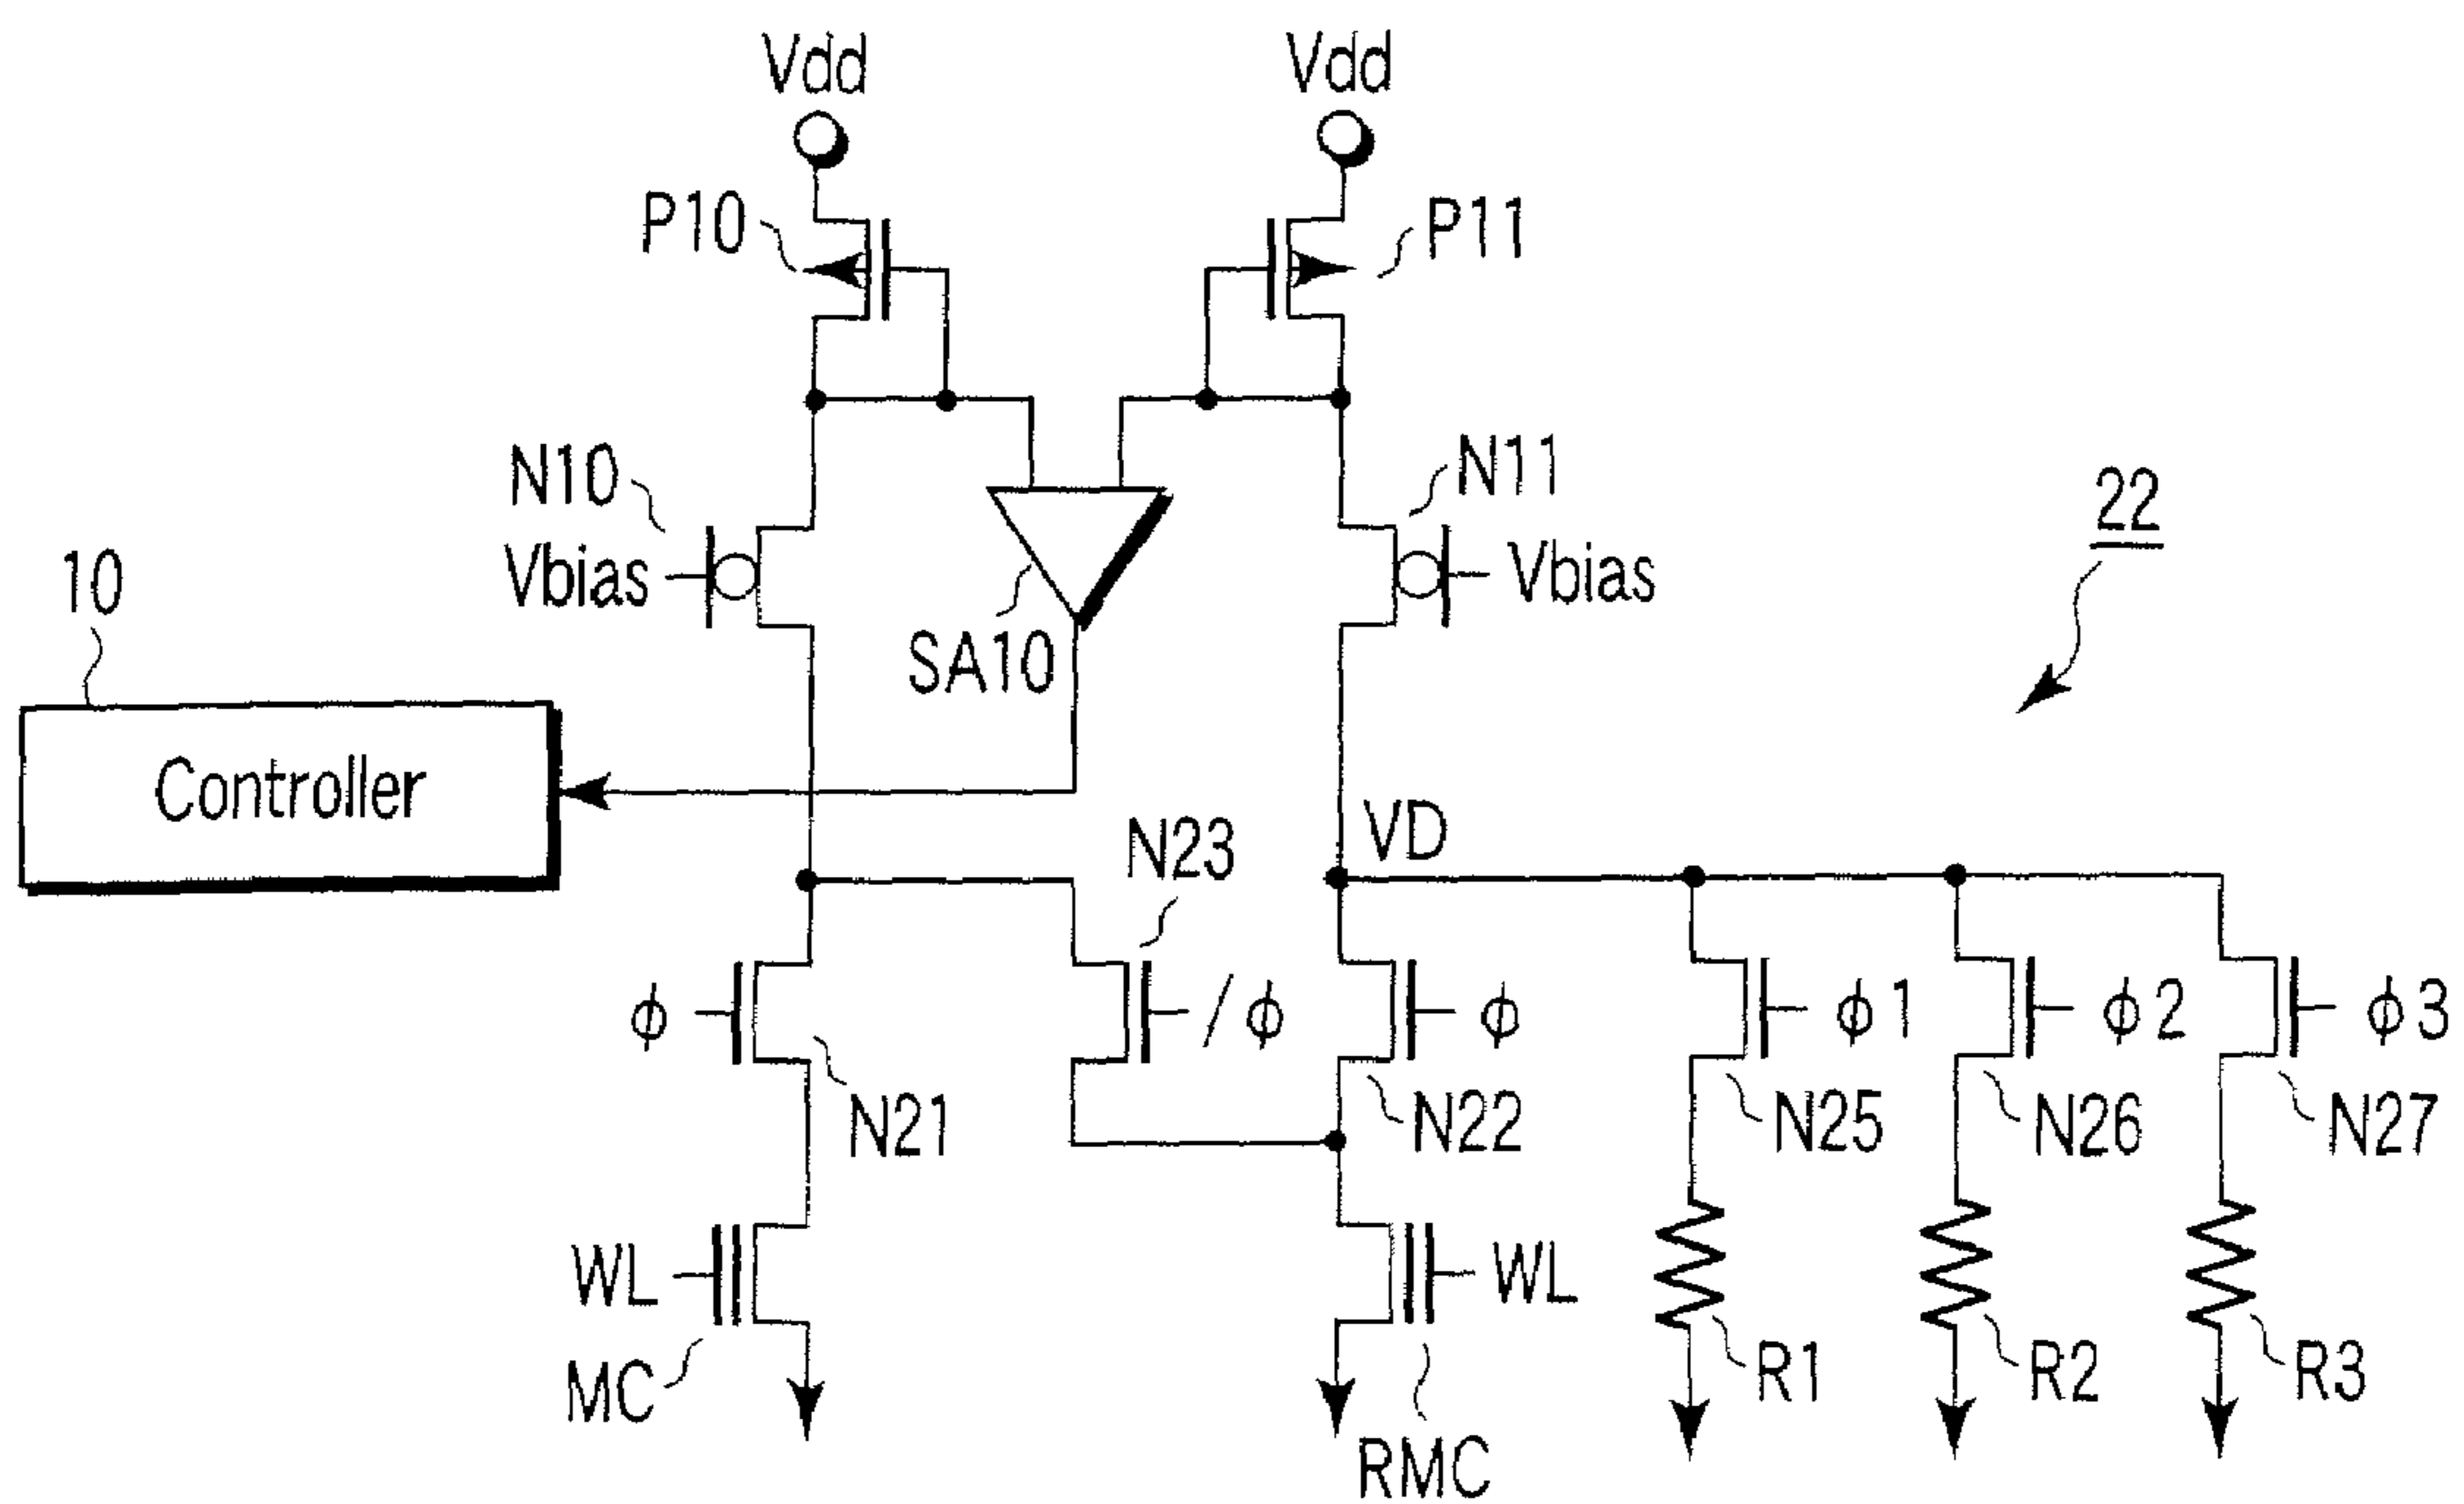 Vdd
Vdd
P10
P11
N10
N11
Vbias
Vbias
22
10
SA10
Controller
VD
N23
ϕ
/ϕ
ϕ
ϕ1
ϕ2
ϕ3
N21
N22
N25
N26
N27
WL
WL
MC
R1
R2
R3
RMC